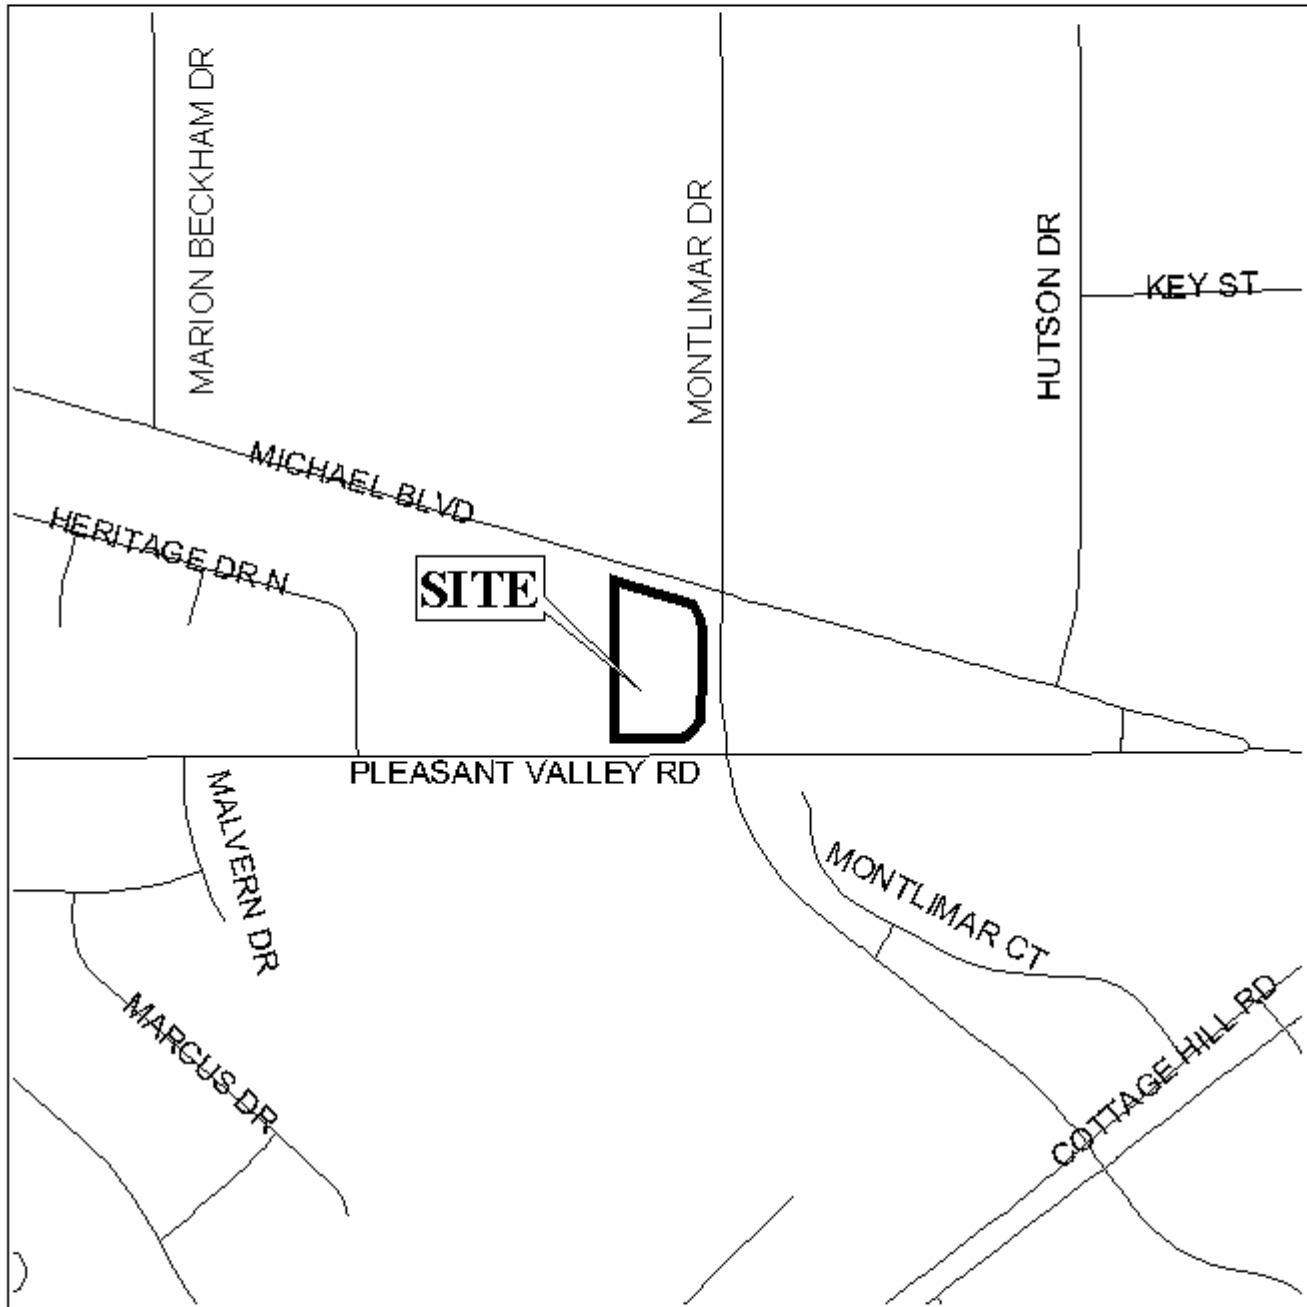 MARION BECKHAM DR
MONTLIMAR DR
HUTSON DR
KEY ST
MICHAEL BLVD
HERITAGE DR N
SITE
PLEASANT VALLEY RD
MALVERN DR
MONTLIMAR CT
MARCUS DR
COTTAGE HILL RD